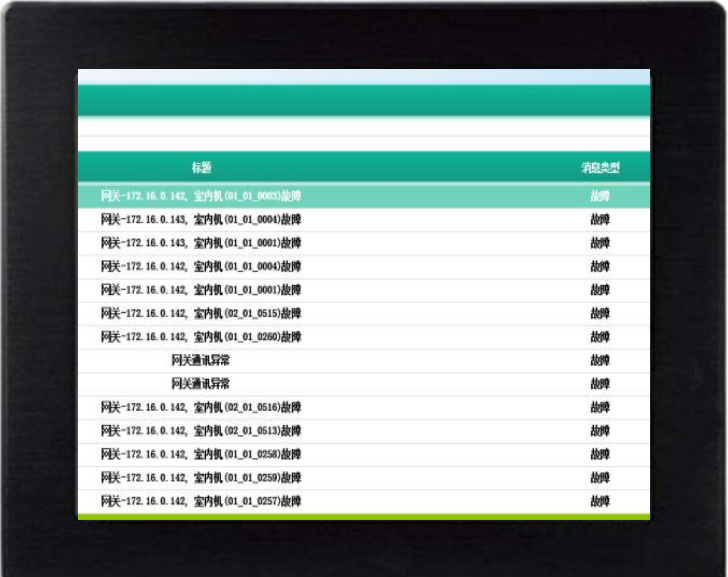 标题 消息类型
网关-172.16.0.142, 室内机(01_01_0003)故障 故障
网关-172.16.0.143, 室内机(01_01_0004)故障 故障
网关-172.16.0.143, 室内机(01_01_0001)故障 故障
网关-172.16.0.142, 室内机(01_01_0004)故障 故障
网关-172.16.0.142, 室内机(01_01_0001)故障 故障
网关-172.16.0.142, 室内机(02_01_0515)故障 故障
网关-172.16.0.142, 室内机(01_01_0260)故障 故障
网关通讯异常 故障
网关通讯异常 故障
网关-172.16.0.142, 室内机(02_01_0516)故障 故障
网关-172.16.0.142, 室内机(02_01_0513)故障 故障
网关-172.16.0.142, 室内机(01_01_0258)故障 故障
网关-172.16.0.142, 室内机(01_01_0259)故障 故障
网关-172.16.0.142, 室内机(01_01_0257)故障 故障